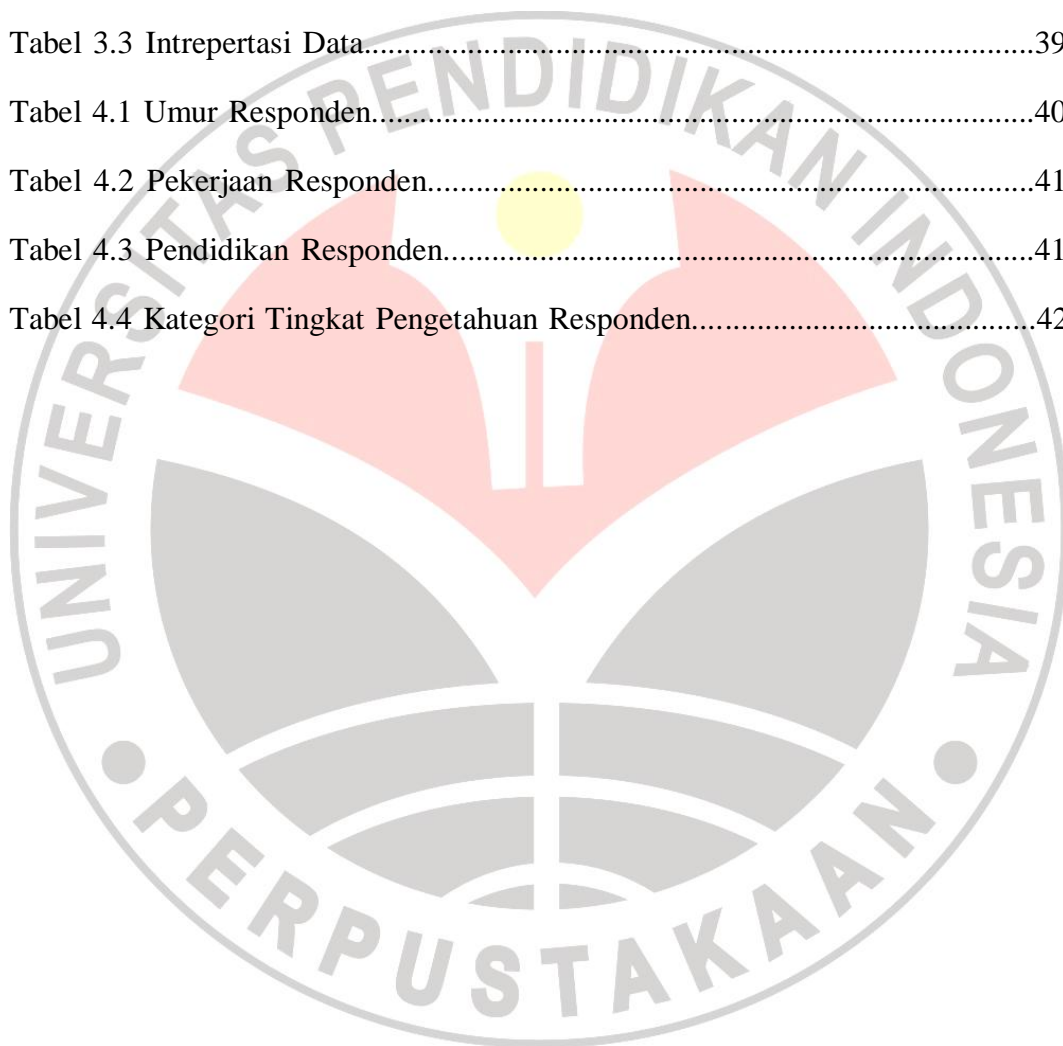 Tabel 3.3 Intrepertasi Data.................................................................................39
Tabel 4.1 Umur Responden................................................................................40
Tabel 4.2 Pekerjaan Responden.........................................................................41
Tabel 4.3 Pendidikan Responden.......................................................................41
Tabel 4.4 Kategori Tingkat Pengetahuan Responden.........................................42
UNIVERSITAS PENDIDIKAN INDONESIA
PERPUSTAKAAN